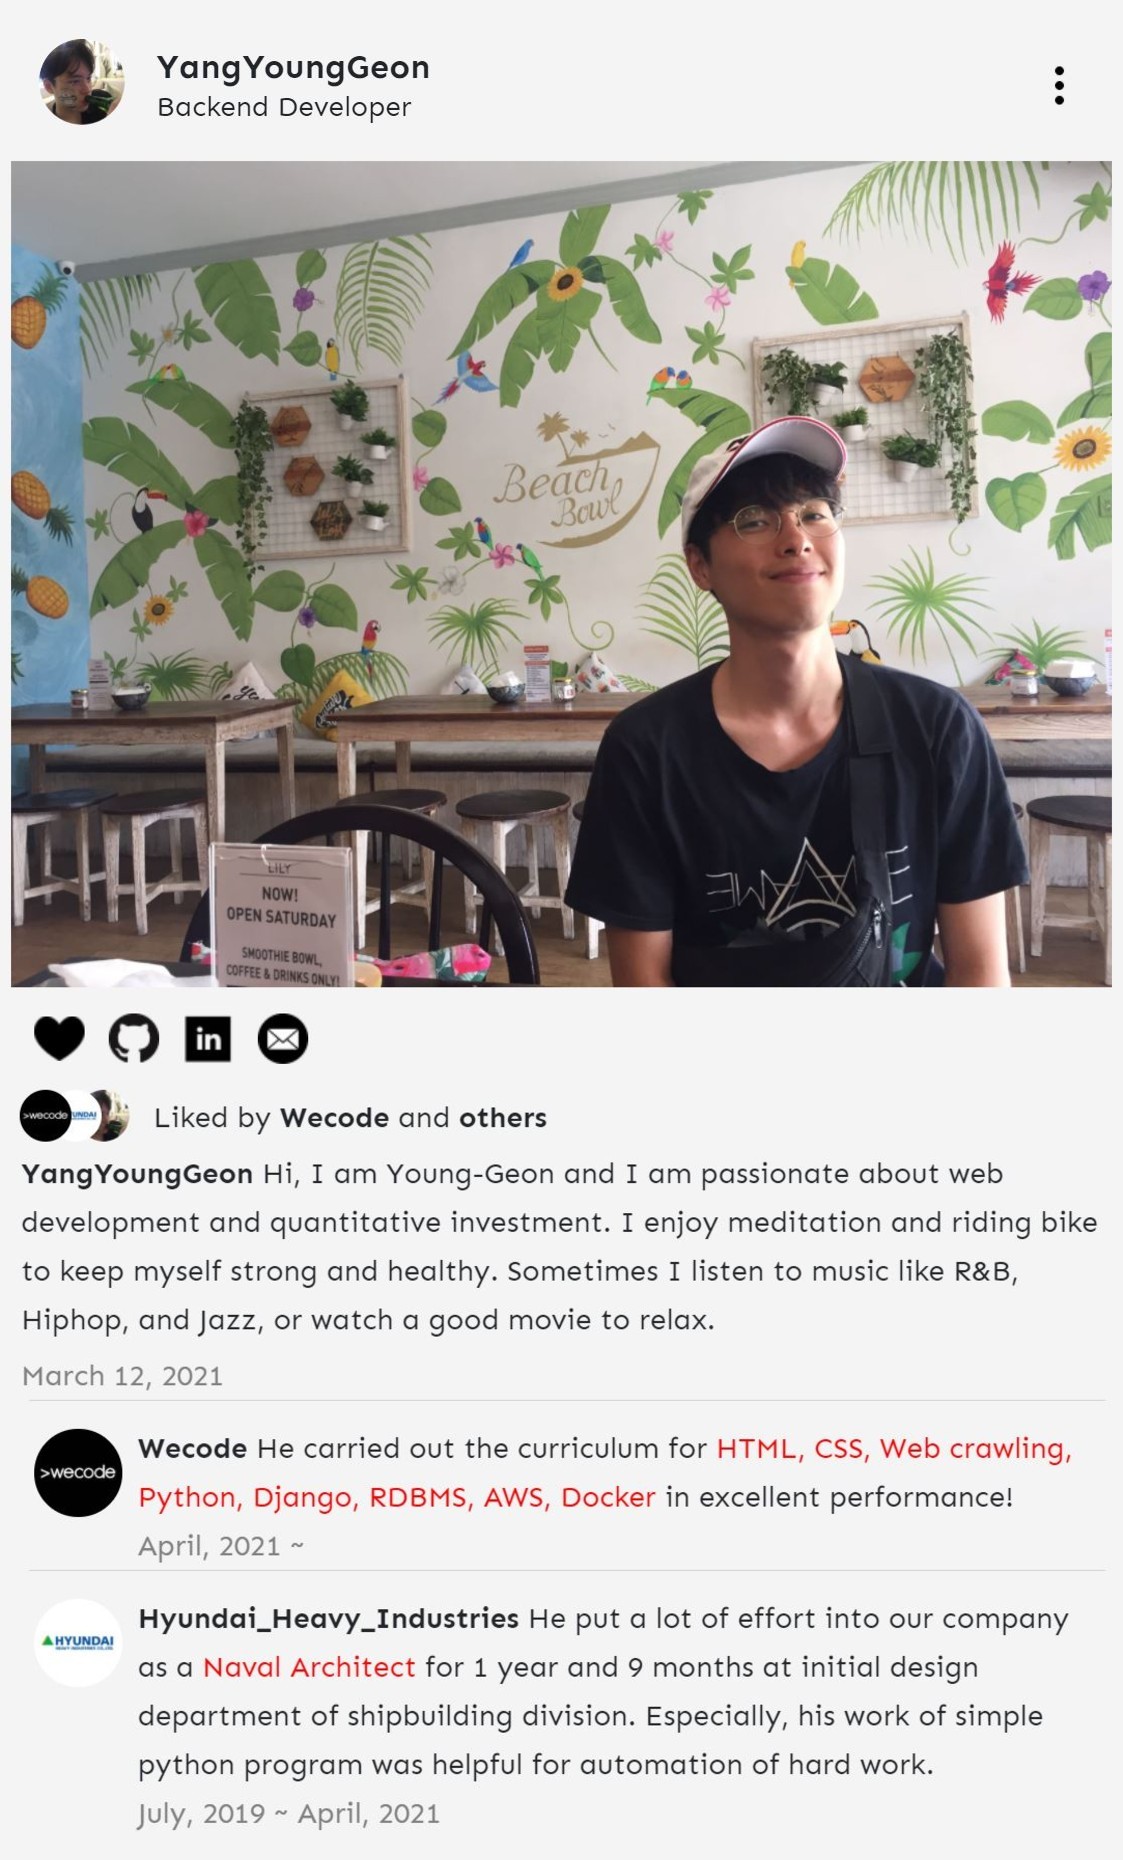 YangYoungGeon
Backend Developer
Beach
Bowl
LILY
NOW!
OPEN SATURDAY
SMOOTHIE BOWL,
COFFEE & DRINKS ONLY!
in
>wecode
HYUNDAI
Liked by Wecode and others
YangYoungGeon Hi, I am Young-Geon and I am passionate about web
development and quantitative investment. I enjoy meditation and riding bike
to keep myself strong and healthy. Sometimes I listen to music like R&B,
Hiphop, and Jazz, or watch a good movie to relax.
March 12, 2021
>wecode
Wecode He carried out the curriculum for HTML, CSS, Web crawling,
Python, Django, RDBMS, AWS, Docker in excellent performance!
April, 2021 ~
HYUNDAI
Hyundai_Heavy_Industries He put a lot of effort into our company
as a Naval Architect for 1 year and 9 months at initial design
department of shipbuilding division. Especially, his work of simple
python program was helpful for automation of hard work.
July, 2019 ~ April, 2021